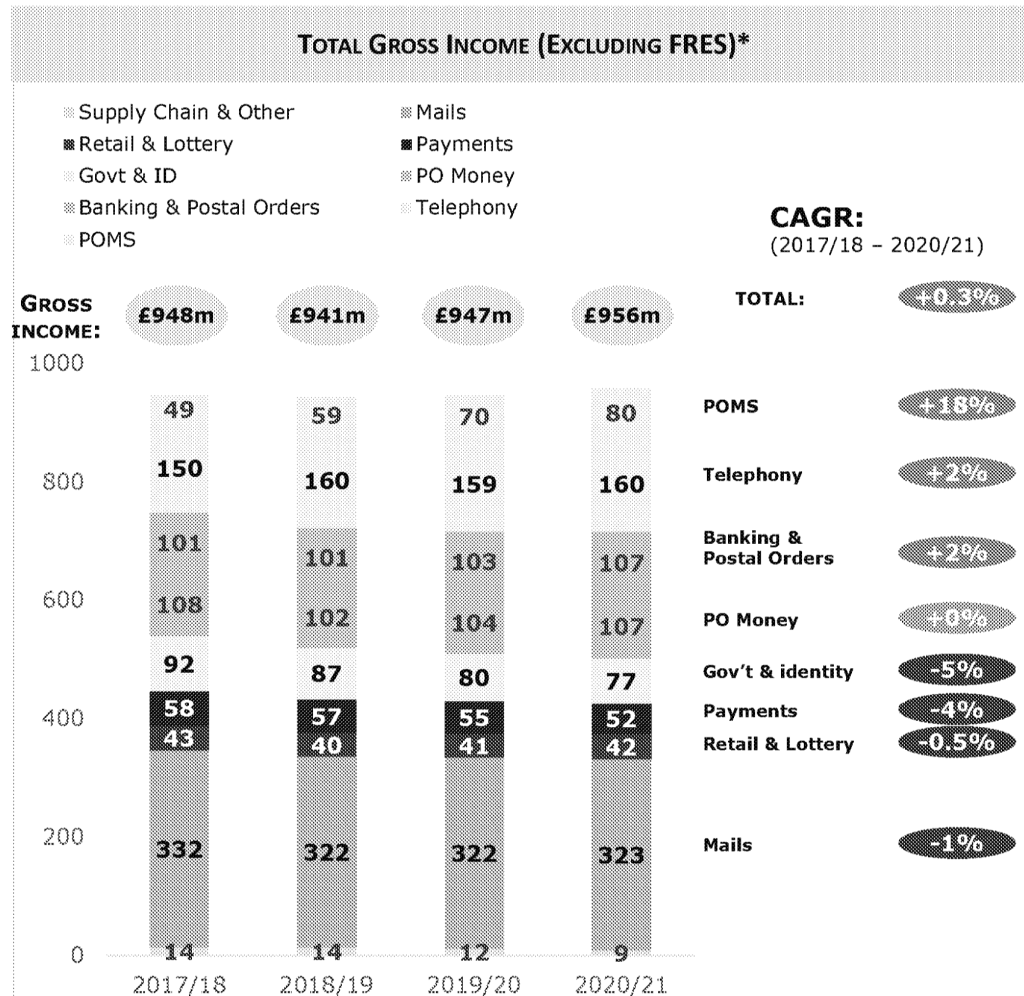 TOTAL GROSS INCOME (EXCLUDING FRES)*
Supply Chain & Other
Mails
Retail & Lottery
Payments
Govt & ID
PO Money
Banking & Postal Orders
Telephony
POMS
CAGR:
(2017/18 – 2020/21)
GROSS
INCOME:
£948m
£941m
£947m
£956m
TOTAL:
+0.3%
1000
49
59
70
80
POMS
+18%
800
150
160
159
160
Telephony
+2%
101
101
103
107
Banking &
Postal Orders
+2%
600
108
102
104
107
PO Money
+0%
92
87
80
77
Gov't & identity
-5%
400
58
57
55
52
Payments
-4%
43
40
41
42
Retail & Lottery
-0.5%
200
332
322
322
323
Mails
-1%
0
14
14
12
9
2017/18
2018/19
2019/20
2020/21